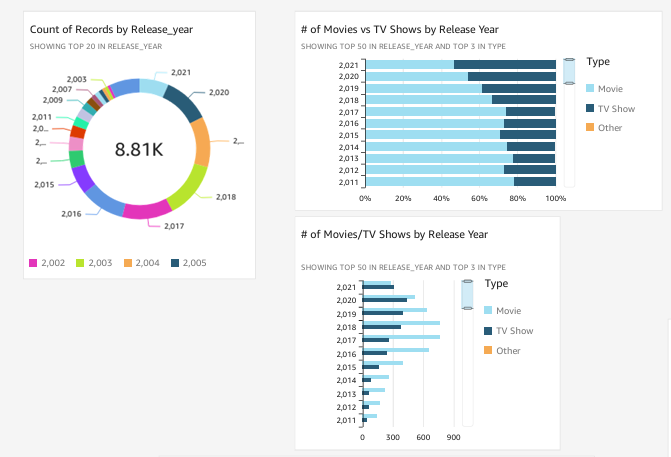 Count of Records by Release_year
SHOWING TOP 20 IN RELEASE_YEAR
2,003
2,021
2,007
2,020
2,009
2,011
2,0...
2,...
2,...
2,...
2,015
2,018
2,016
2,017
8.81K
2,002
2,003
2,004
2,005
# of Movies vs TV Shows by Release Year
SHOWING TOP 50 IN RELEASE_YEAR AND TOP 3 IN TYPE
Type
Movie
TV Show
Other
2,021
2,020
2,019
2,018
2,017
2,016
2,015
2,014
2,013
2,012
2,011
0% 20% 40% 60% 80% 100%
# of Movies/TV Shows by Release Year
SHOWING TOP 50 IN RELEASE_YEAR AND TOP 3 IN TYPE
Type
Movie
TV Show
Other
2,021
2,020
2,019
2,018
2,017
2,016
2,015
2,014
2,013
2,012
2,011
0 300 600 900